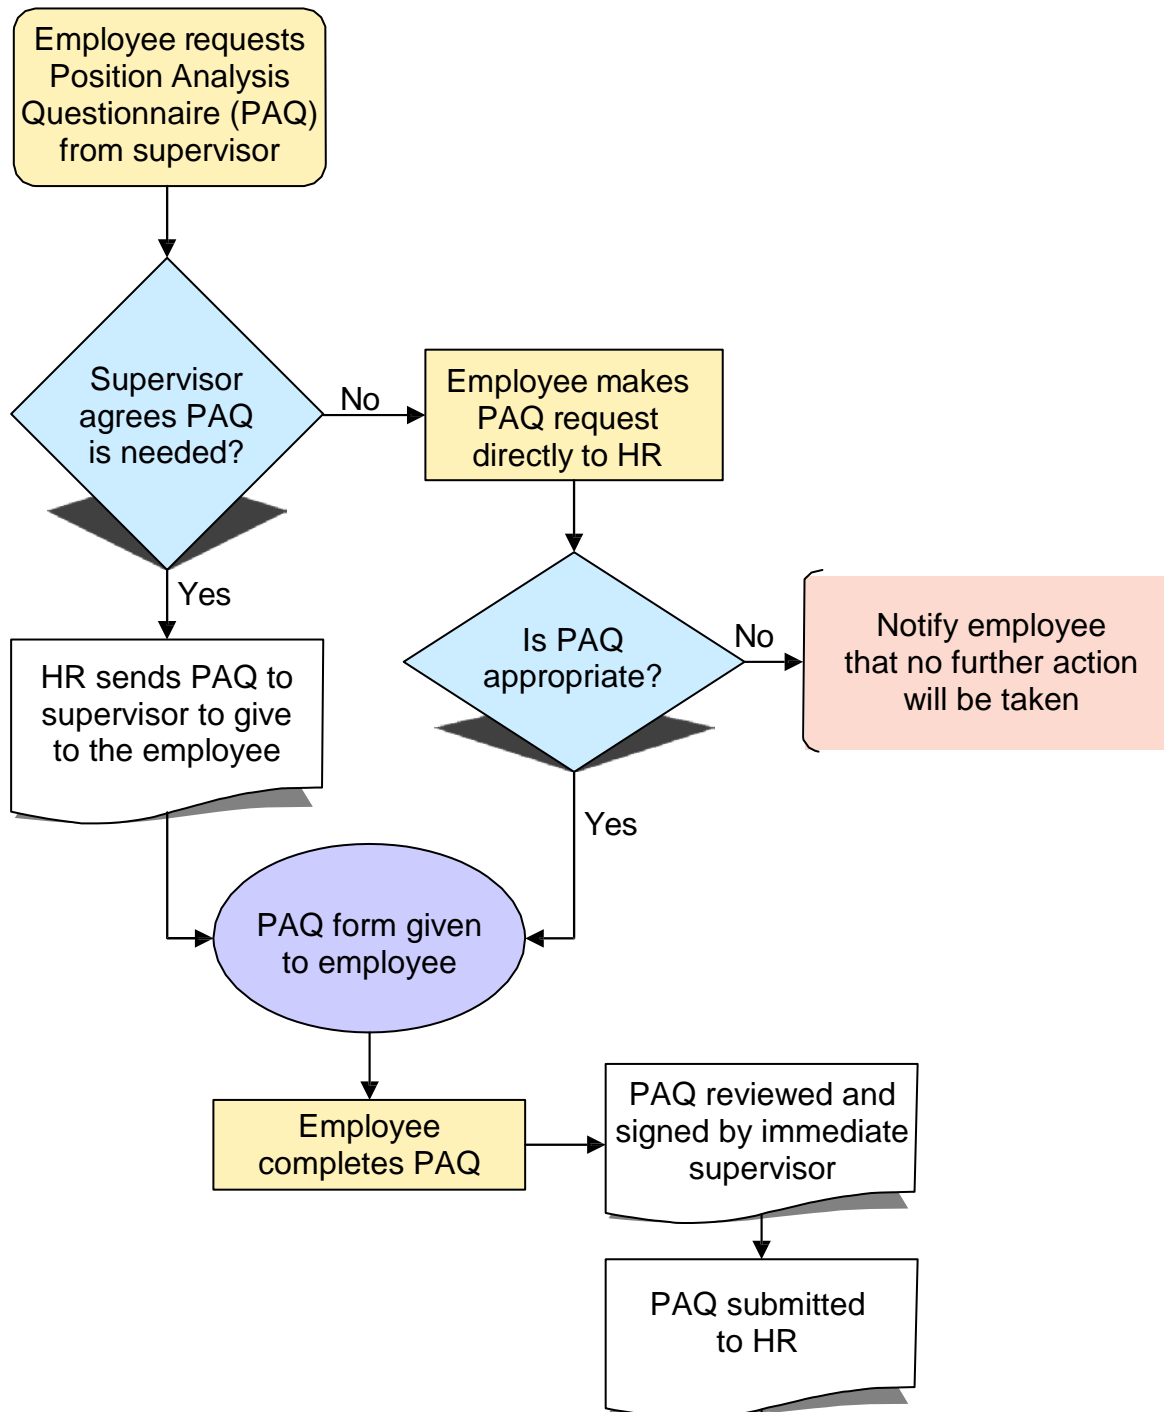 Employee requests
Position Analysis
Questionnaire (PAQ)
from supervisor
Supervisor
agrees PAQ
is needed?
No
Employee makes
PAQ request
directly to HR
Yes
HR sends PAQ to
supervisor to give
to the employee
Is PAQ
appropriate?
No
Notify employee
that no further action
will be taken
Yes
PAQ form given
to employee
Employee
completes PAQ
PAQ reviewed and
signed by immediate
supervisor
PAQ submitted
to HR